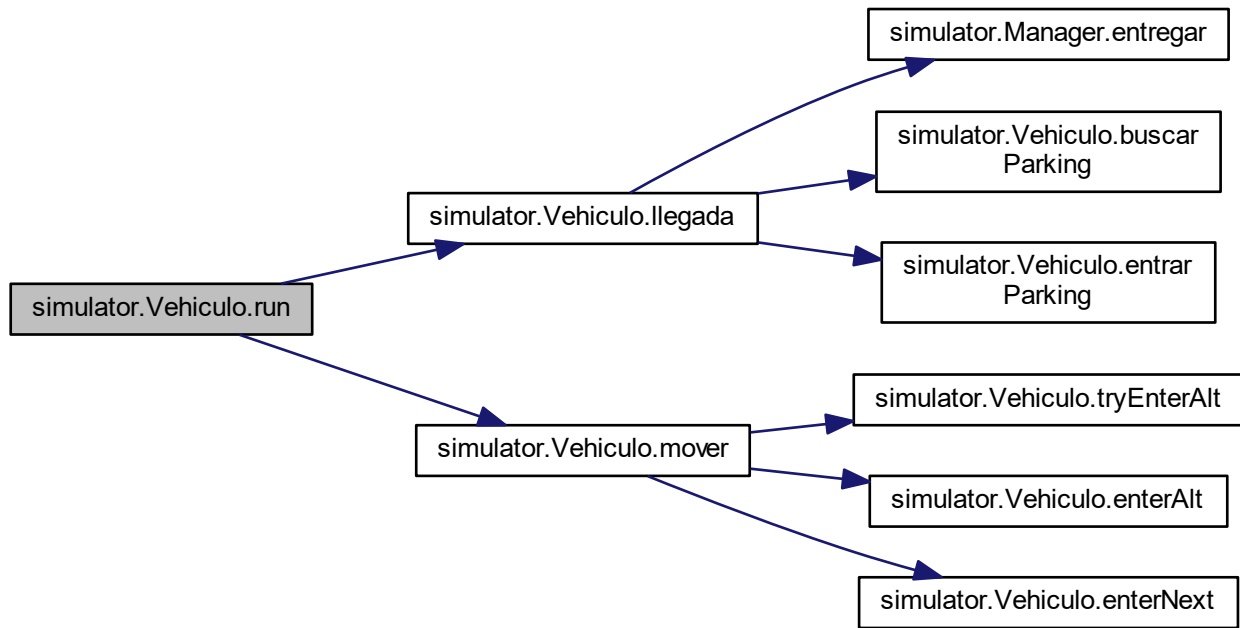 simulator.Manager.entregar
simulator.Vehiculo.buscar
Parking
simulator.Vehiculo.llegada
simulator.Vehiculo.entrar
Parking
simulator.Vehiculo.run
simulator.Vehiculo.tryEnterAlt
simulator.Vehiculo.mover
simulator.Vehiculo.enterAlt
simulator.Vehiculo.enterNext